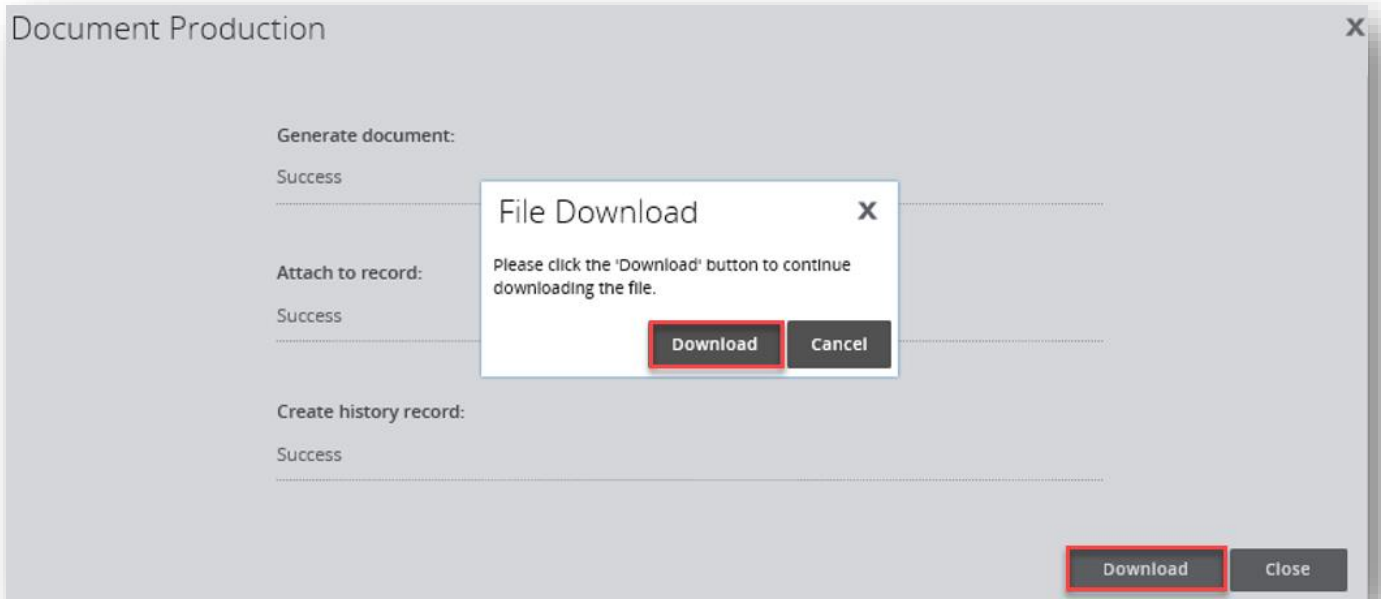 Document Production X
Generate document:
Success
File Download X
Please click the 'Download' button to continue
downloading the file.
Attach to record:
Success
Download Cancel
Create history record:
Success
Download Close